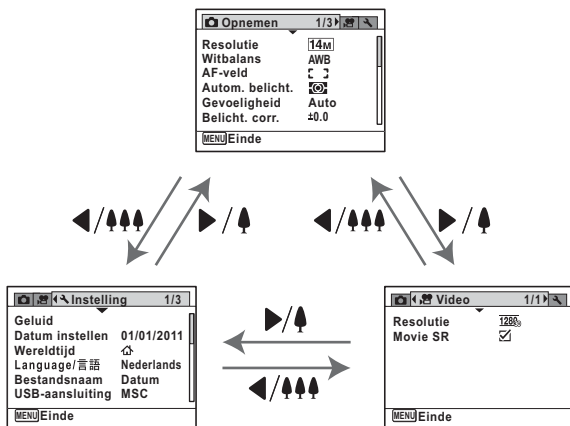 Opnemen 1/3
Resolutie 14M
Witbalans AWB
AF-veld
Autom. belicht.
Gevoeligheid Auto
Belicht. corr. ±0.0
MENU Einde
/ /
/ /
Instelling 1/3
Geluid
Datum instellen 01/01/2011
Wereldtijd
Language/言語 Nederlands
Bestandsnaam Datum
USB-aansluiting MSC
MENU Einde
/
/
Video 1/1
Resolutie 1280
Movie SR
MENU Einde